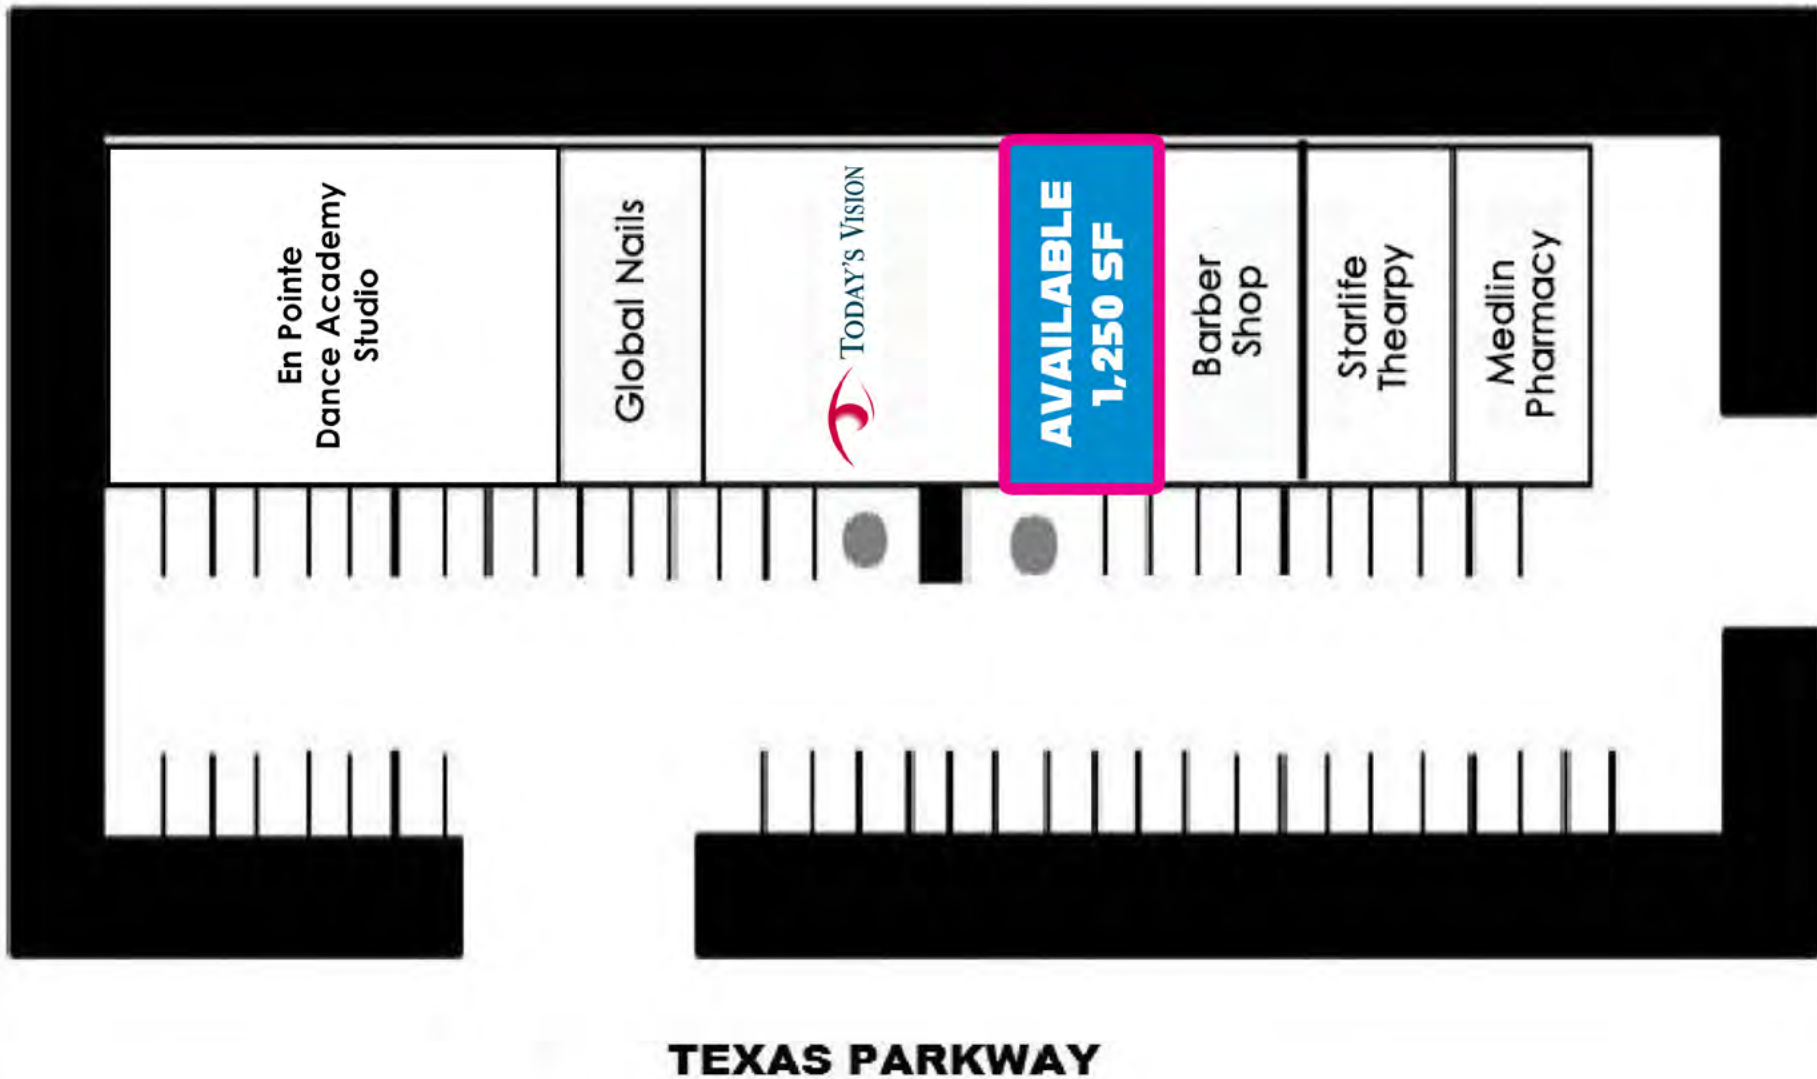 En Pointe
Dance Academy
Studio
Global Nails
TODAY'S VISION
AVAILABLE
1,250 SF
Barber
Shop
Starlife
Thearpy
Medlin
Pharmacy
TEXAS PARKWAY